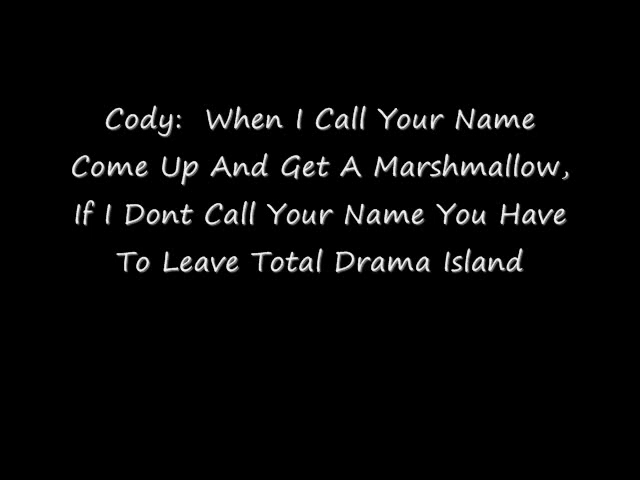 Cody:  When I Call Your Name
Come Up And Get A Marshmallow,
If I Dont Call Your Name You Have
To Leave Total Drama Island